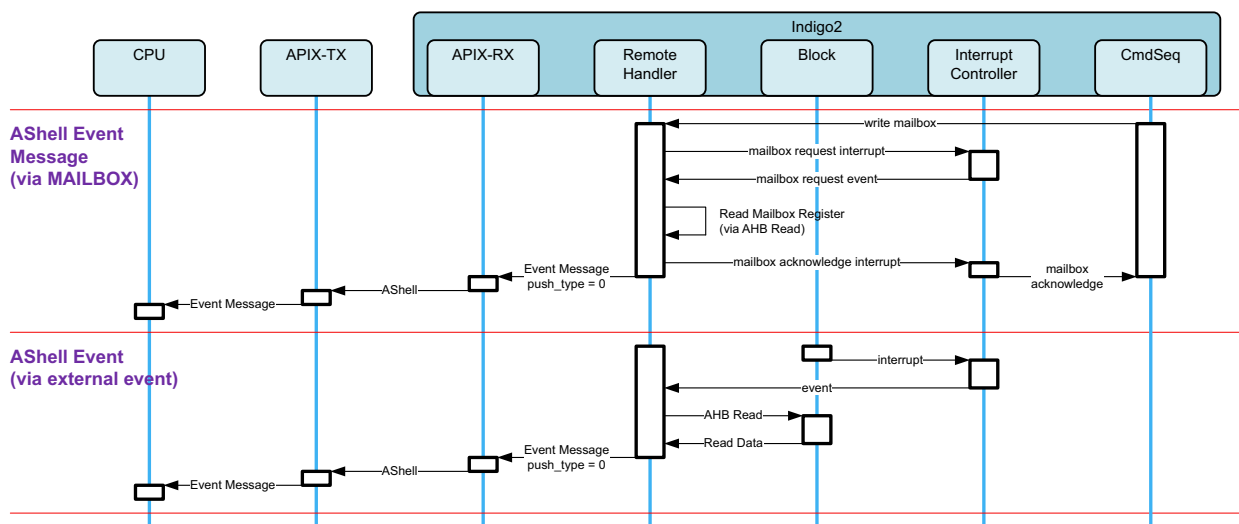 Indigo2
CPU
APIX-TX
APIX-RX
Remote
Handler
Block
Interrupt
Controller
CmdSeq
AShell Event
Message
(via MAILBOX)
write mailbox
mailbox request interrupt
mailbox request event
Read Mailbox Register
(via AHB Read)
mailbox acknowledge interrupt
mailbox
acknowledge
Event Message
push_type = 0
AShell
Event Message
AShell Event
(via external event)
interrupt
event
AHB Read
Read Data
Event Message
push_type = 0
AShell
Event Message